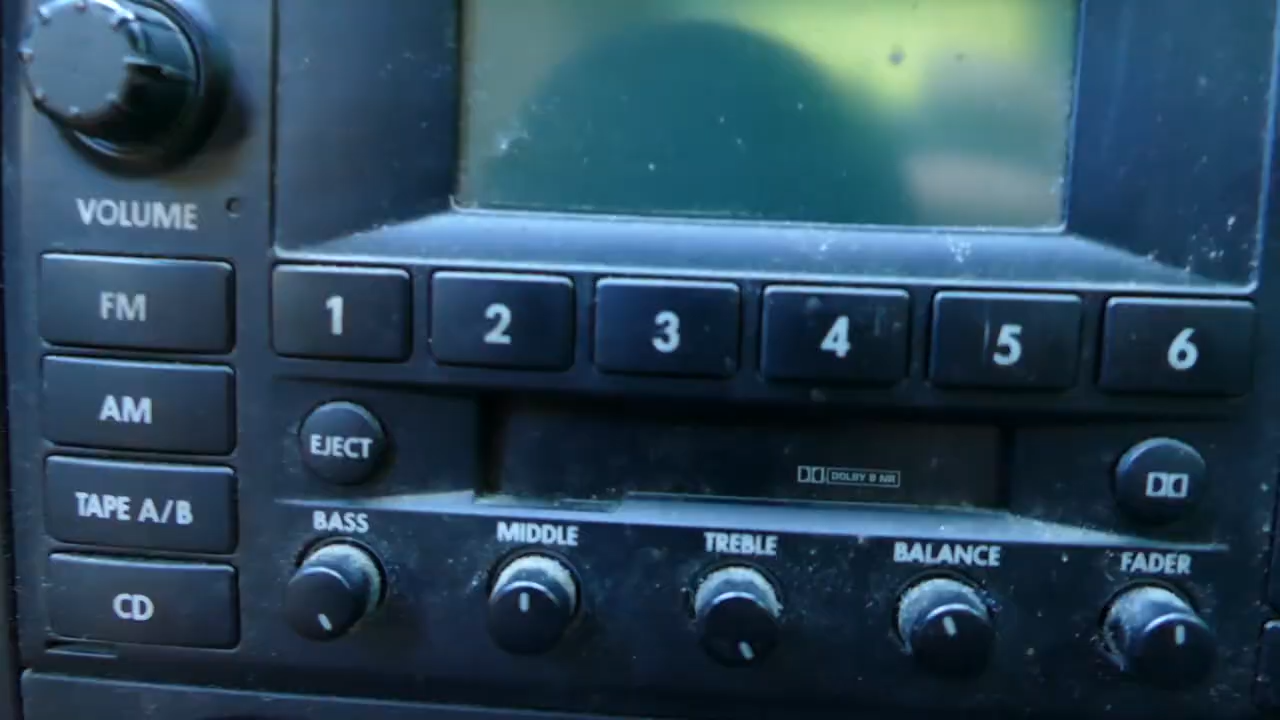 VOLUME
FM
1 2 3 4 5 6
AM
EJECT
DOLBY B NR
TAPE A/B
BASS MIDDLE TREBLE BALANCE FADER
CD